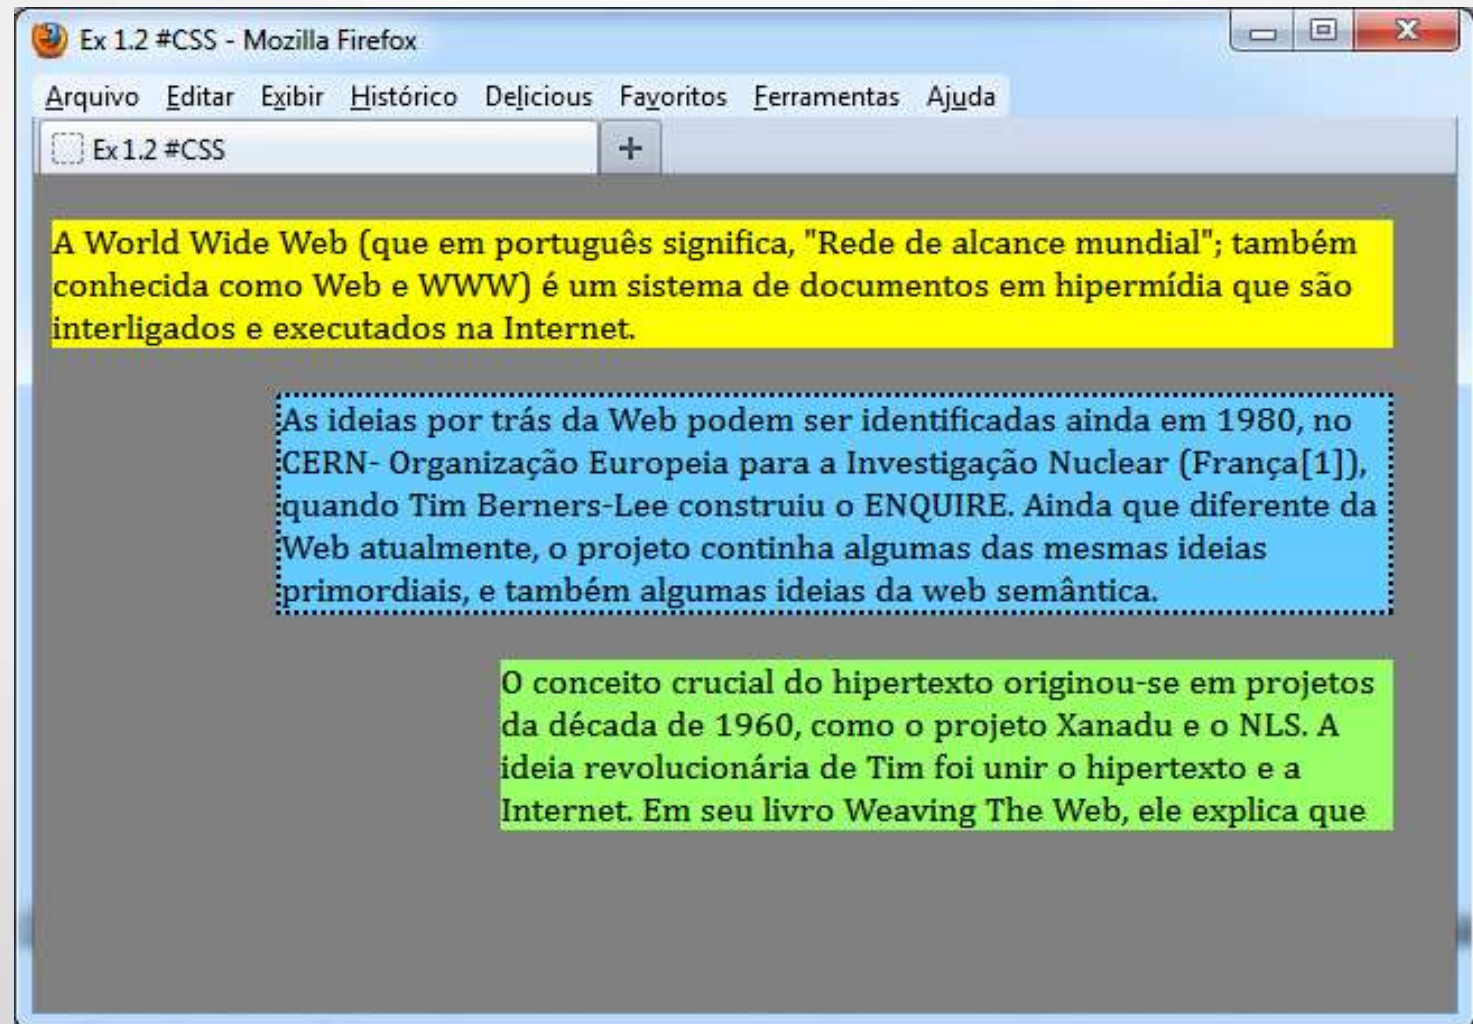 Ex 1.2 #CSS - Mozilla Firefox
Arquivo Editar Exibir Histórico Delicious Favoritos Ferramentas Ajuda
Ex 1.2 #CSS
A World Wide Web (que em português significa, "Rede de alcance mundial"; também
conhecida como Web e WWW) é um sistema de documentos em hipermídia que são
interligados e executados na Internet.
As ideias por trás da Web podem ser identificadas ainda em 1980, no
CERN- Organização Europeia para a Investigação Nuclear (França[1]),
quando Tim Berners-Lee construiu o ENQUIRE. Ainda que diferente da
Web atualmente, o projeto continha algumas das mesmas ideias
primordiais, e também algumas ideias da web semântica.
O conceito crucial do hipertexto originou-se em projetos
da década de 1960, como o projeto Xanadu e o NLS. A
ideia revolucionária de Tim foi unir o hipertexto e a
Internet. Em seu livro Weaving The Web, ele explica que